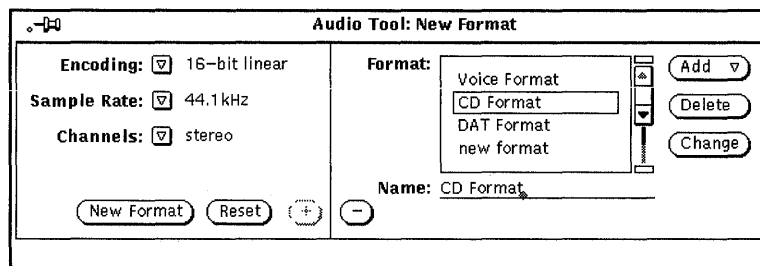 Audio Tool: New Format
Encoding: 16-bit linear
Sample Rate: 44.1kHz
Channels: stereo
New Format Reset +
Format:
Voice Format
CD Format
DAT Format
new format
Add
Delete
Change
Name: CD Format
-